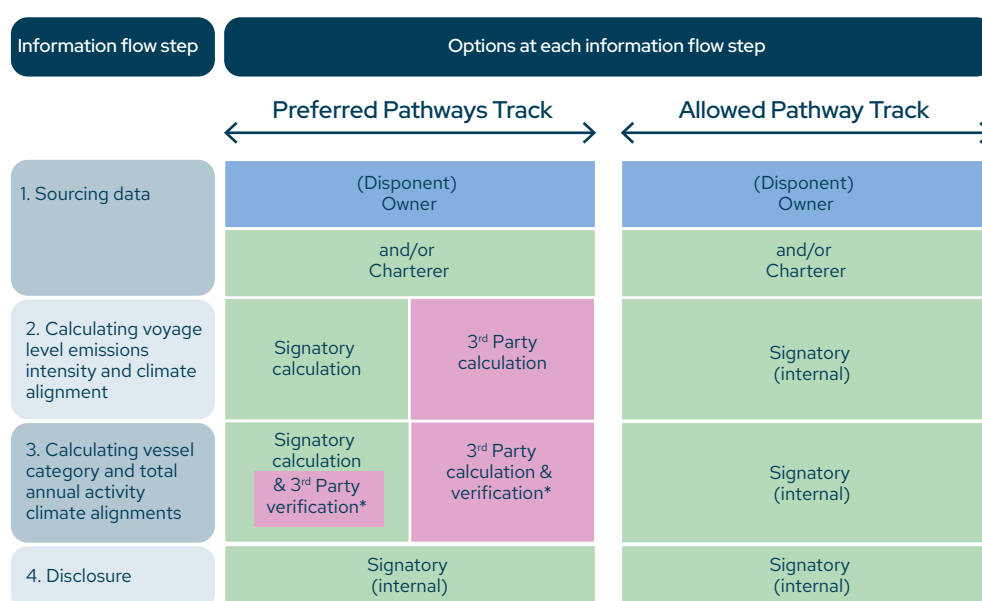 Information flow step
Options at each information flow step
Preferred Pathways Track
Allowed Pathway Track
1. Sourcing data
(Disponent)
Owner
(Disponent)
Owner
and/or
Charterer
and/or
Charterer
2. Calculating voyage
level emissions
intensity and climate
alignment
Signatory
calculation
3rd Party
calculation
Signatory
(internal)
3. Calculating vessel
category and total
annual activity
climate alignments
Signatory
calculation
& 3rd Party
verification*
3rd Party
calculation &
verification*
Signatory
(internal)
4. Disclosure
Signatory
(internal)
Signatory
(internal)